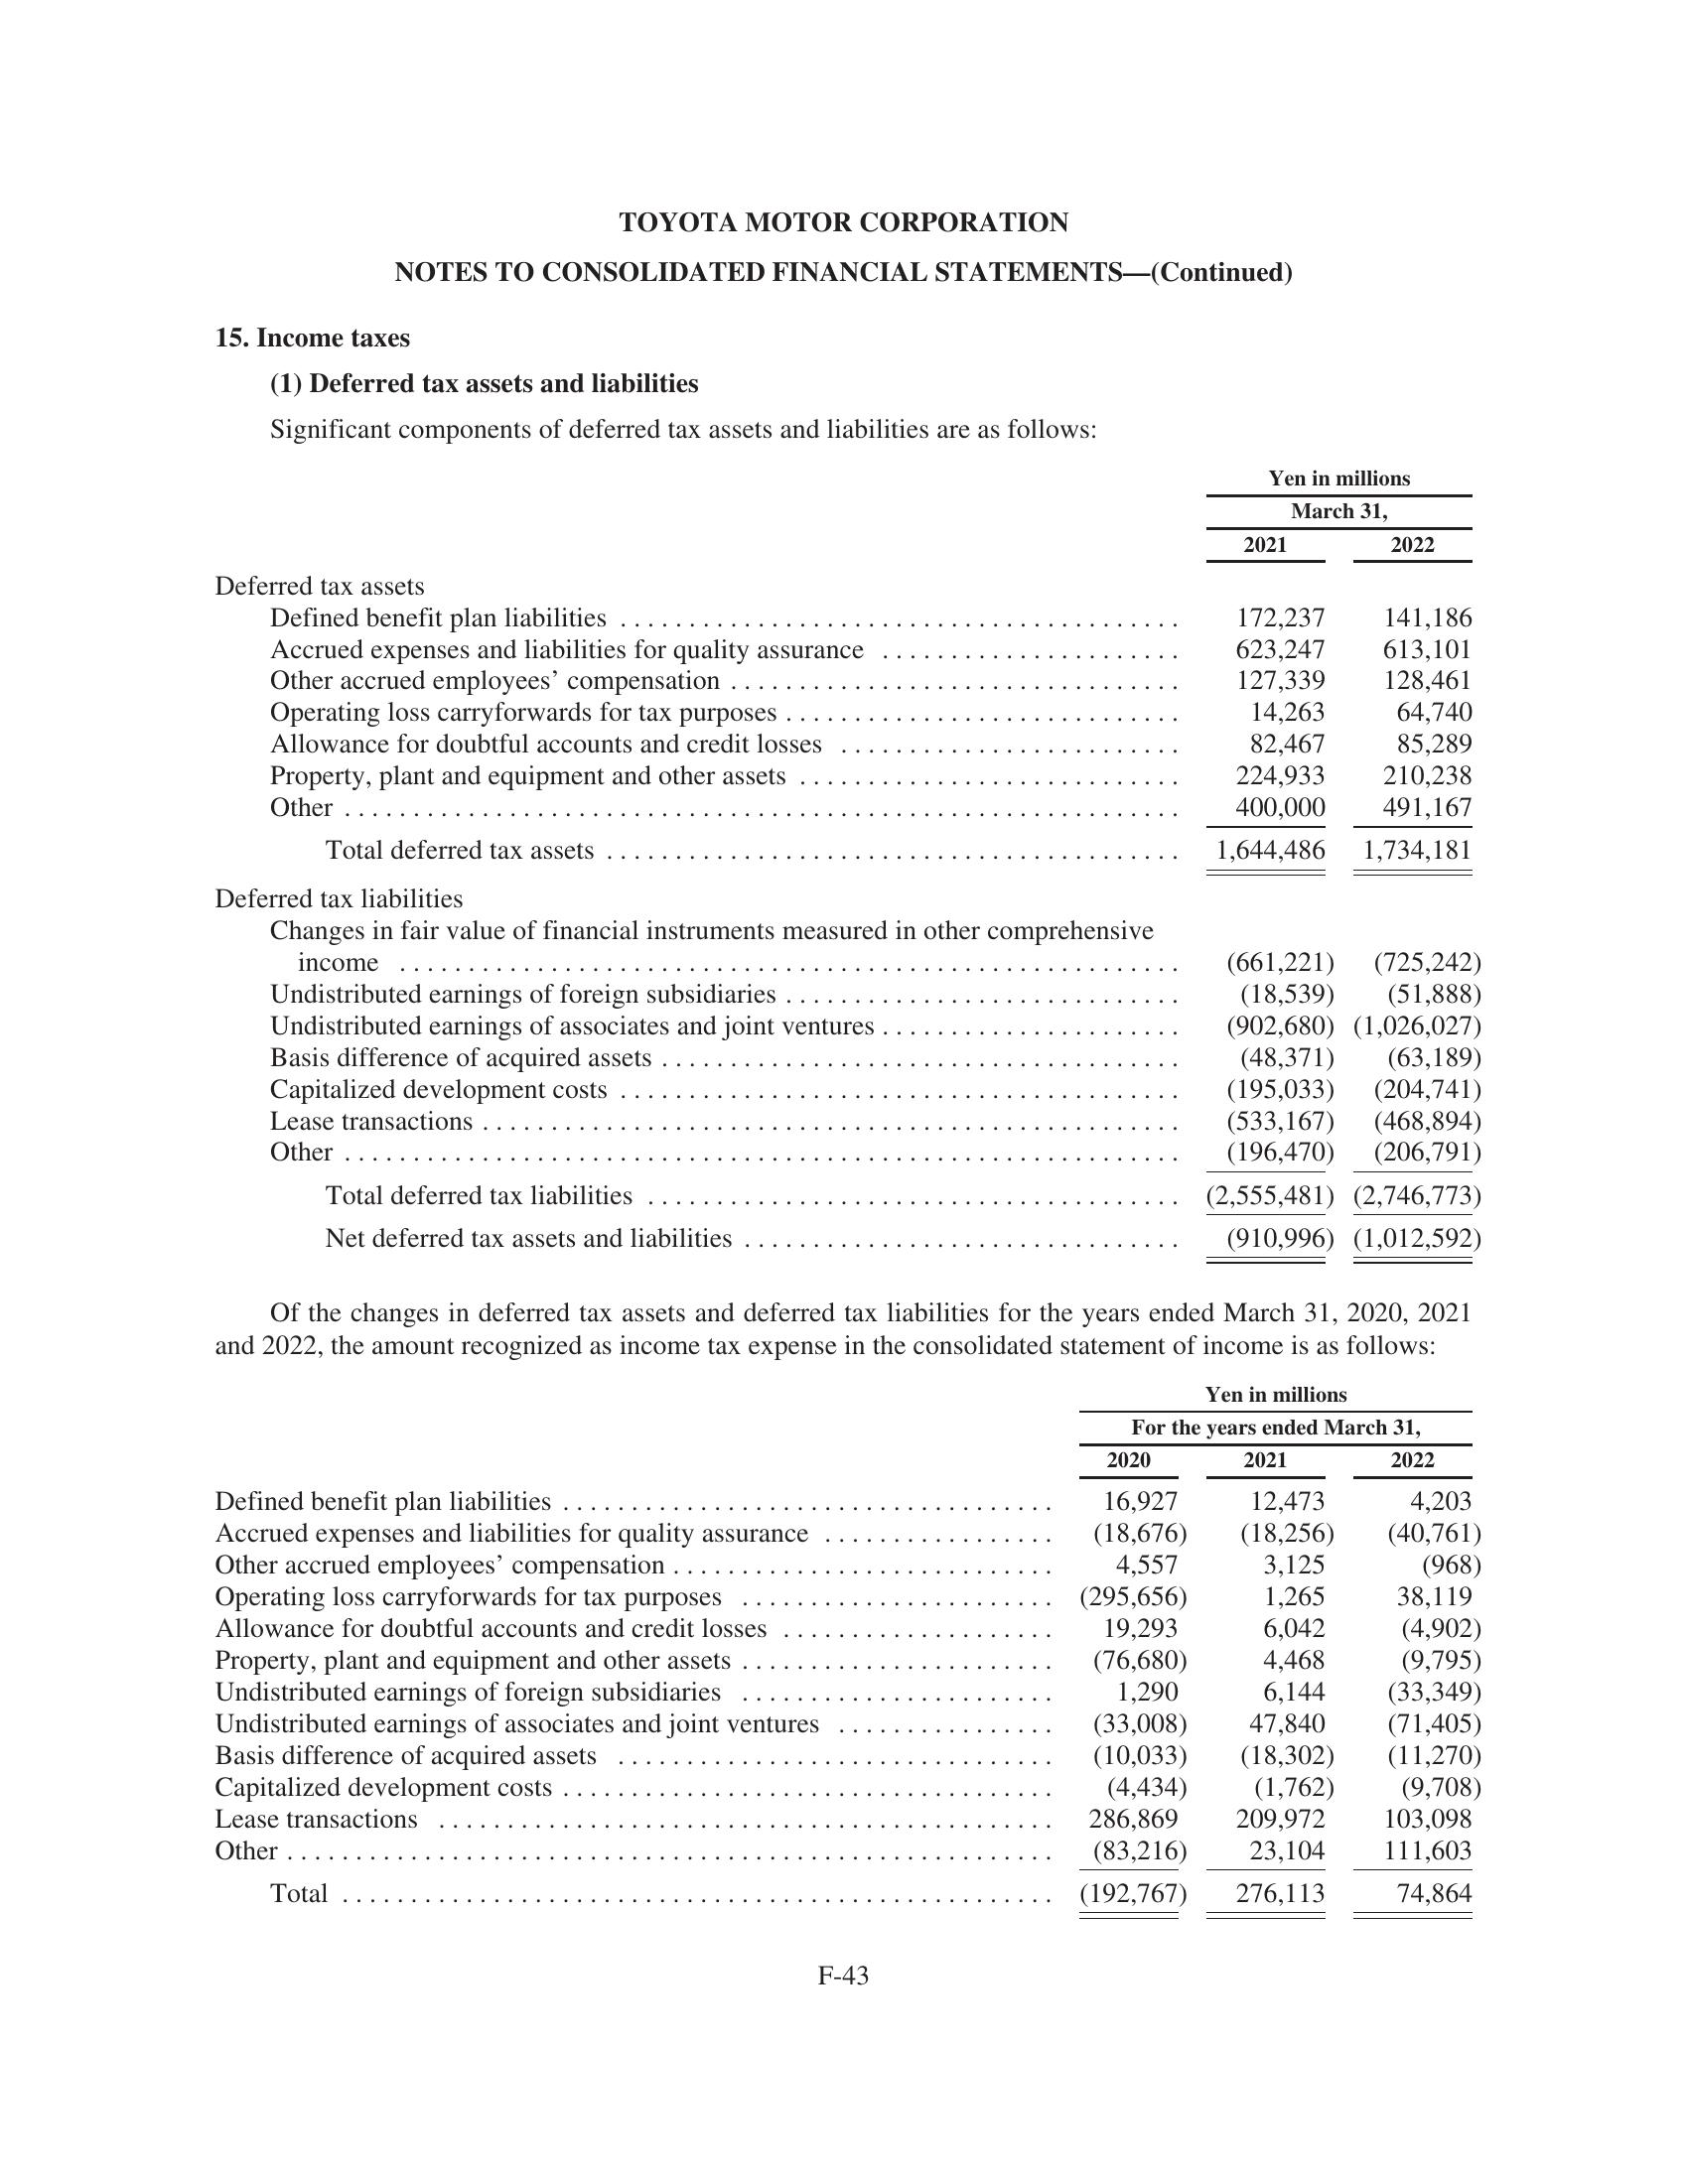 TOYOTA MOTOR CORPORATION
NOTES TO CONSOLIDATED FINANCIAL STATEMENTS—(Continued)
15. Income taxes
(1) Deferred tax assets and liabilities
Significant components of deferred tax assets and liabilities are as follows:
Yen in millions
March 31,
2021 2022
Deferred tax assets
Defined benefit plan liabilities 172,237 141,186
Accrued expenses and liabilities for quality assurance 623,247 613,101
Other accrued employees’ compensation 127,339 128,461
Operating loss carryforwards for tax purposes 14,263 64,740
Allowance for doubtful accounts and credit losses 82,467 85,289
Property, plant and equipment and other assets 224,933 210,238
Other 400,000 491,167
Total deferred tax assets 1,644,486 1,734,181
Deferred tax liabilities
Changes in fair value of financial instruments measured in other comprehensive
income (661,221) (725,242)
Undistributed earnings of foreign subsidiaries (18,539) (51,888)
Undistributed earnings of associates and joint ventures (902,680) (1,026,027)
Basis difference of acquired assets (48,371) (63,189)
Capitalized development costs (195,033) (204,741)
Lease transactions (533,167) (468,894)
Other (196,470) (206,791)
Total deferred tax liabilities (2,555,481) (2,746,773)
Net deferred tax assets and liabilities (910,996) (1,012,592)
Of the changes in deferred tax assets and deferred tax liabilities for the years ended March 31, 2020, 2021
and 2022, the amount recognized as income tax expense in the consolidated statement of income is as follows:
Yen in millions
For the years ended March 31,
2020 2021 2022
Defined benefit plan liabilities 16,927 12,473 4,203
Accrued expenses and liabilities for quality assurance (18,676) (18,256) (40,761)
Other accrued employees’ compensation 4,557 3,125 (968)
Operating loss carryforwards for tax purposes (295,656) 1,265 38,119
Allowance for doubtful accounts and credit losses 19,293 6,042 (4,902)
Property, plant and equipment and other assets (76,680) 4,468 (9,795)
Undistributed earnings of foreign subsidiaries 1,290 6,144 (33,349)
Undistributed earnings of associates and joint ventures (33,008) 47,840 (71,405)
Basis difference of acquired assets (10,033) (18,302) (11,270)
Capitalized development costs (4,434) (1,762) (9,708)
Lease transactions 286,869 209,972 103,098
Other (83,216) 23,104 111,603
Total (192,767) 276,113 74,864
F-43